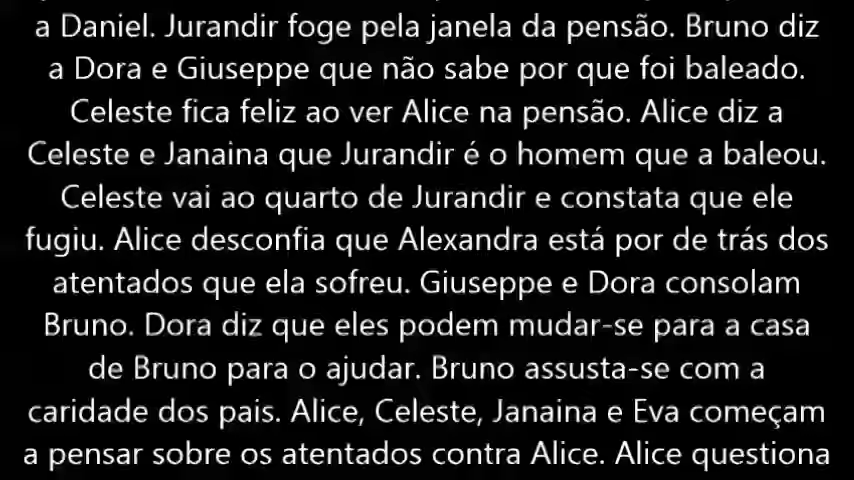 a Daniel. Jurandir foge pela janela da pensão. Bruno diz
a Dora e Giuseppe que não sabe por que foi baleado.
Celeste fica feliz ao ver Alice na pensão. Alice diz a
Celeste e Janaina que Jurandir é o homem que a baleou.
Celeste vai ao quarto de Jurandir e constata que ele
fugiu. Alice desconfia que Alexandra está por de trás dos
atentados que ela sofreu. Giuseppe e Dora consolam
Bruno. Dora diz que eles podem mudar-se para a casa
de Bruno para o ajudar. Bruno assusta-se com a
caridade dos pais. Alice, Celeste, Janaina e Eva começam
a pensar sobre os atentados contra Alice. Alice questiona